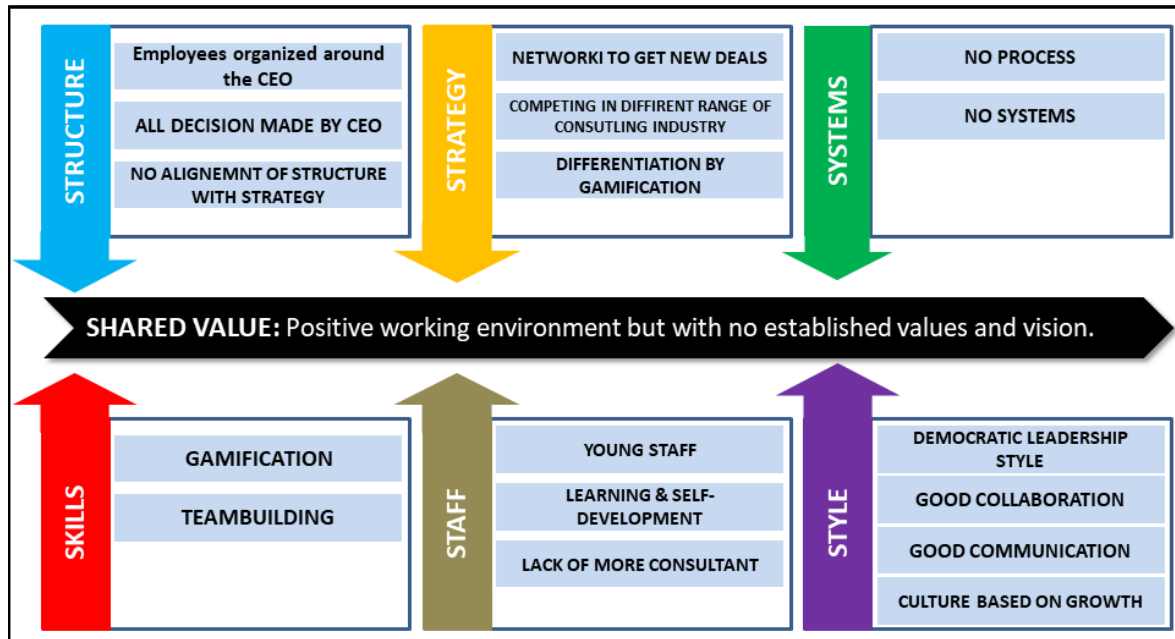 STRUCTURE
Employees organized around
the CEO
ALL DECISION MADE BY CEO
NO ALIGNEMNT OF STRUCTURE
WITH STRATEGY
STRATEGY
NETWORKI TO GET NEW DEALS
COMPETING IN DIFFIRENT RANGE OF
CONSUTLING INDUSTRY
DIFFERENTIATION BY
GAMIFICATION
SYSTEMS
NO PROCESS
NO SYSTEMS
SHARED VALUE: Positive working environment but with no established values and vision.
SKILLS
GAMIFICATION
TEAMBUILDING
STAFF
YOUNG STAFF
LEARNING & SELF-
DEVELOPMENT
LACK OF MORE CONSULTANT
STYLE
DEMOCRATIC LEADERSHIP
STYLE
GOOD COLLABORATION
GOOD COMMUNICATION
CULTURE BASED ON GROWTH